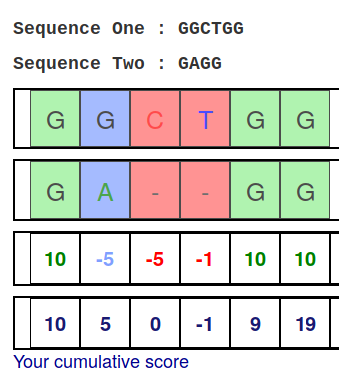 Sequence One : GGCTGG
Sequence Two : GAGG
G G C T G G
G A - - G G
10 -5 -5 -1 10 10
10 5 0 -1 9 19
Your cumulative score